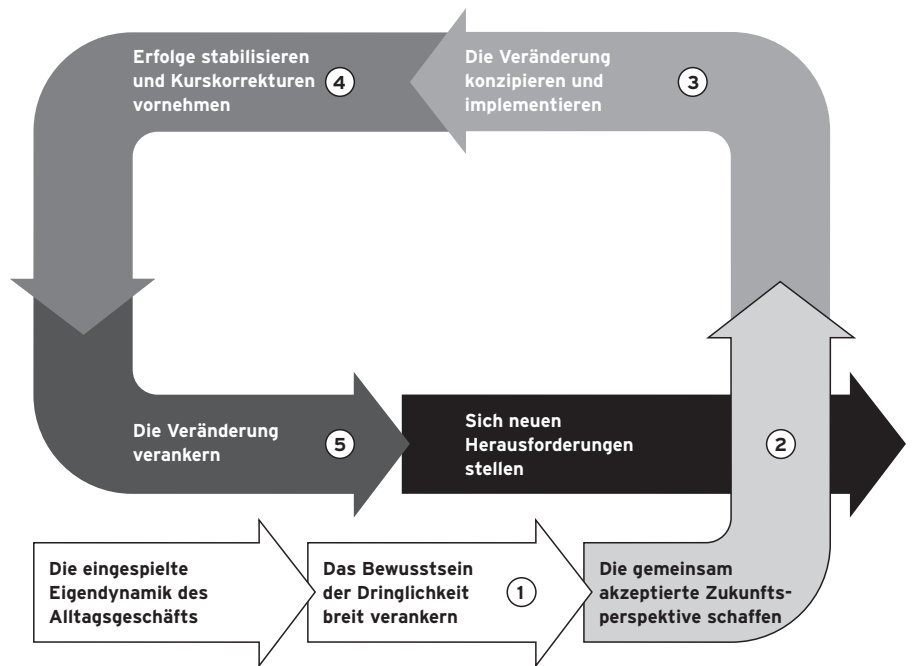 Erfolge stabilisieren
und Kurskorrekturen
vornehmen
4
Die Veränderung
konzipieren und
implementieren
3
Die Veränderung
verankern
5
Sich neuen
Herausforderungen
stellen
2
Die eingespielte
Eigendynamik des
Alltagsgeschäfts
Das Bewusstsein
der Dringlichkeit
breit verankern
1
Die gemeinsam
akzeptierte Zukunfts-
perspektive schaffen